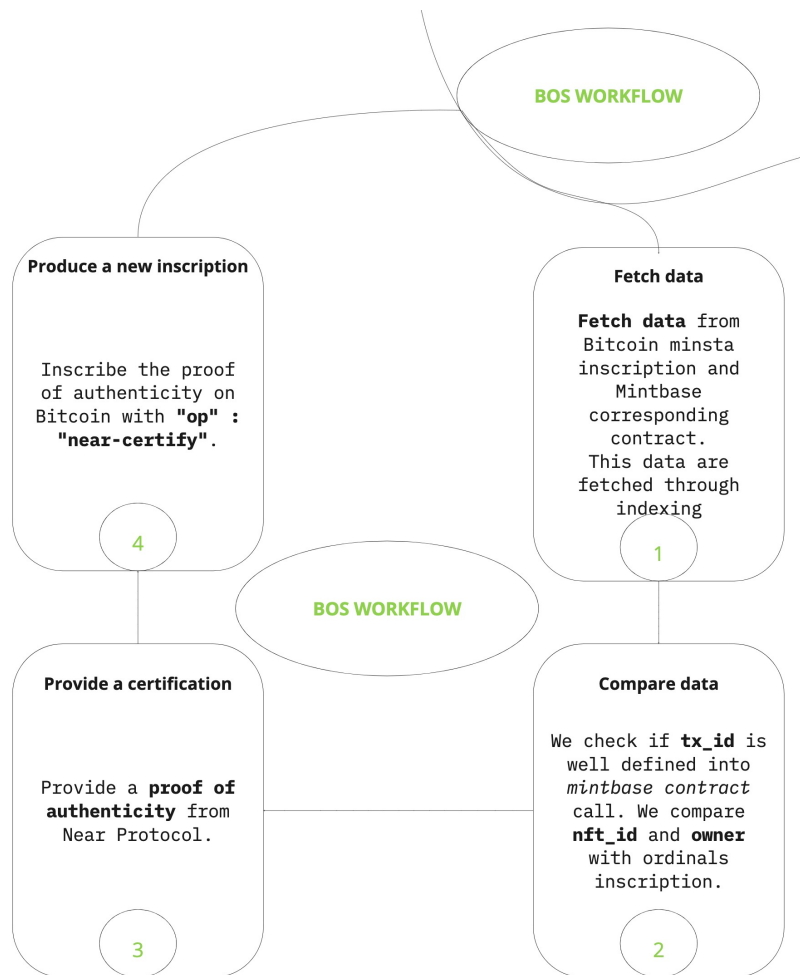 BOS WORKFLOW
Produce a new inscription
Inscribe the proof
of authenticity on
Bitcoin with "op" :
"near-certify".
4
Fetch data
Fetch data from
Bitcoin minsta
inscription and
Mintbase
corresponding
contract.
This data are
fetched through
indexing
1
BOS WORKFLOW
Provide a certification
Provide a proof of
authenticity from
Near Protocol.
3
Compare data
We check if tx_id is
well defined into
mintbase contract
call. We compare
nft_id and owner
with ordinals
inscription.
2